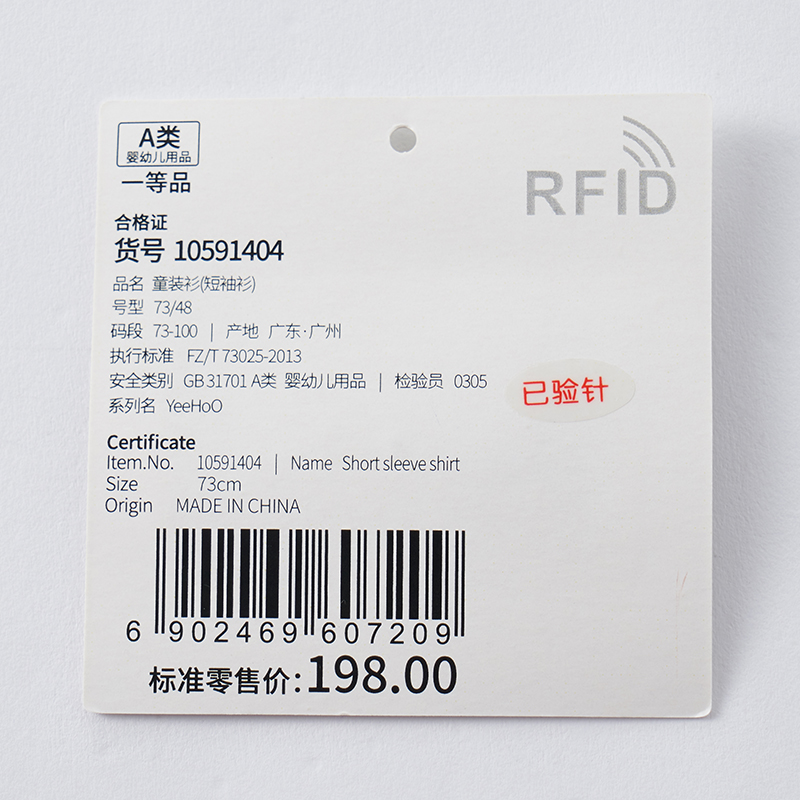 A类
婴幼儿用品
一等品
RFID
合格证
货号 10591404
品名 童装衫(短袖衫)
号型 73/48
码段 73-100 | 产地 广东·广州
执行标准 FZ/T 73025-2013
安全类别 GB 31701 A类 婴幼儿用品 | 检验员 0305
已验针
系列名 YeeHoO
Certificate
Item.No. 10591404 | Name Short sleeve shirt
Size 73cm
Origin MADE IN CHINA
6 902469 607209
标准零售价:198.00